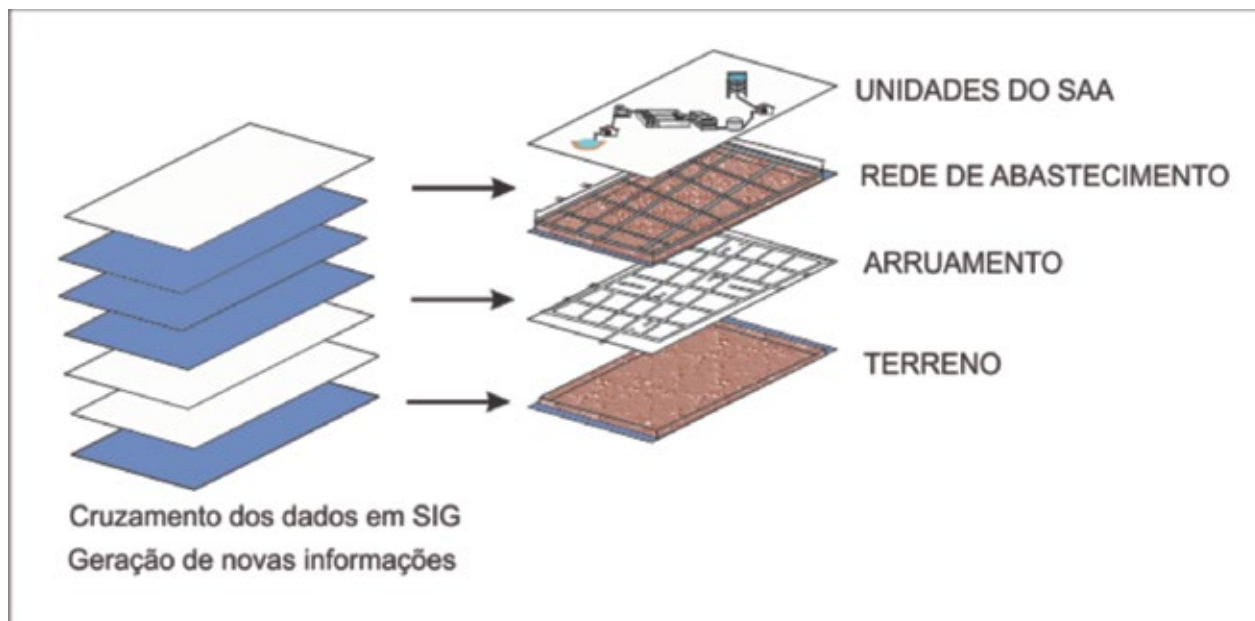 UNIDADES DO SAA
REDE DE ABASTECIMENTO
ARRUAMENTO
TERRENO
Cruzamento dos dados em SIG
Geração de novas informações